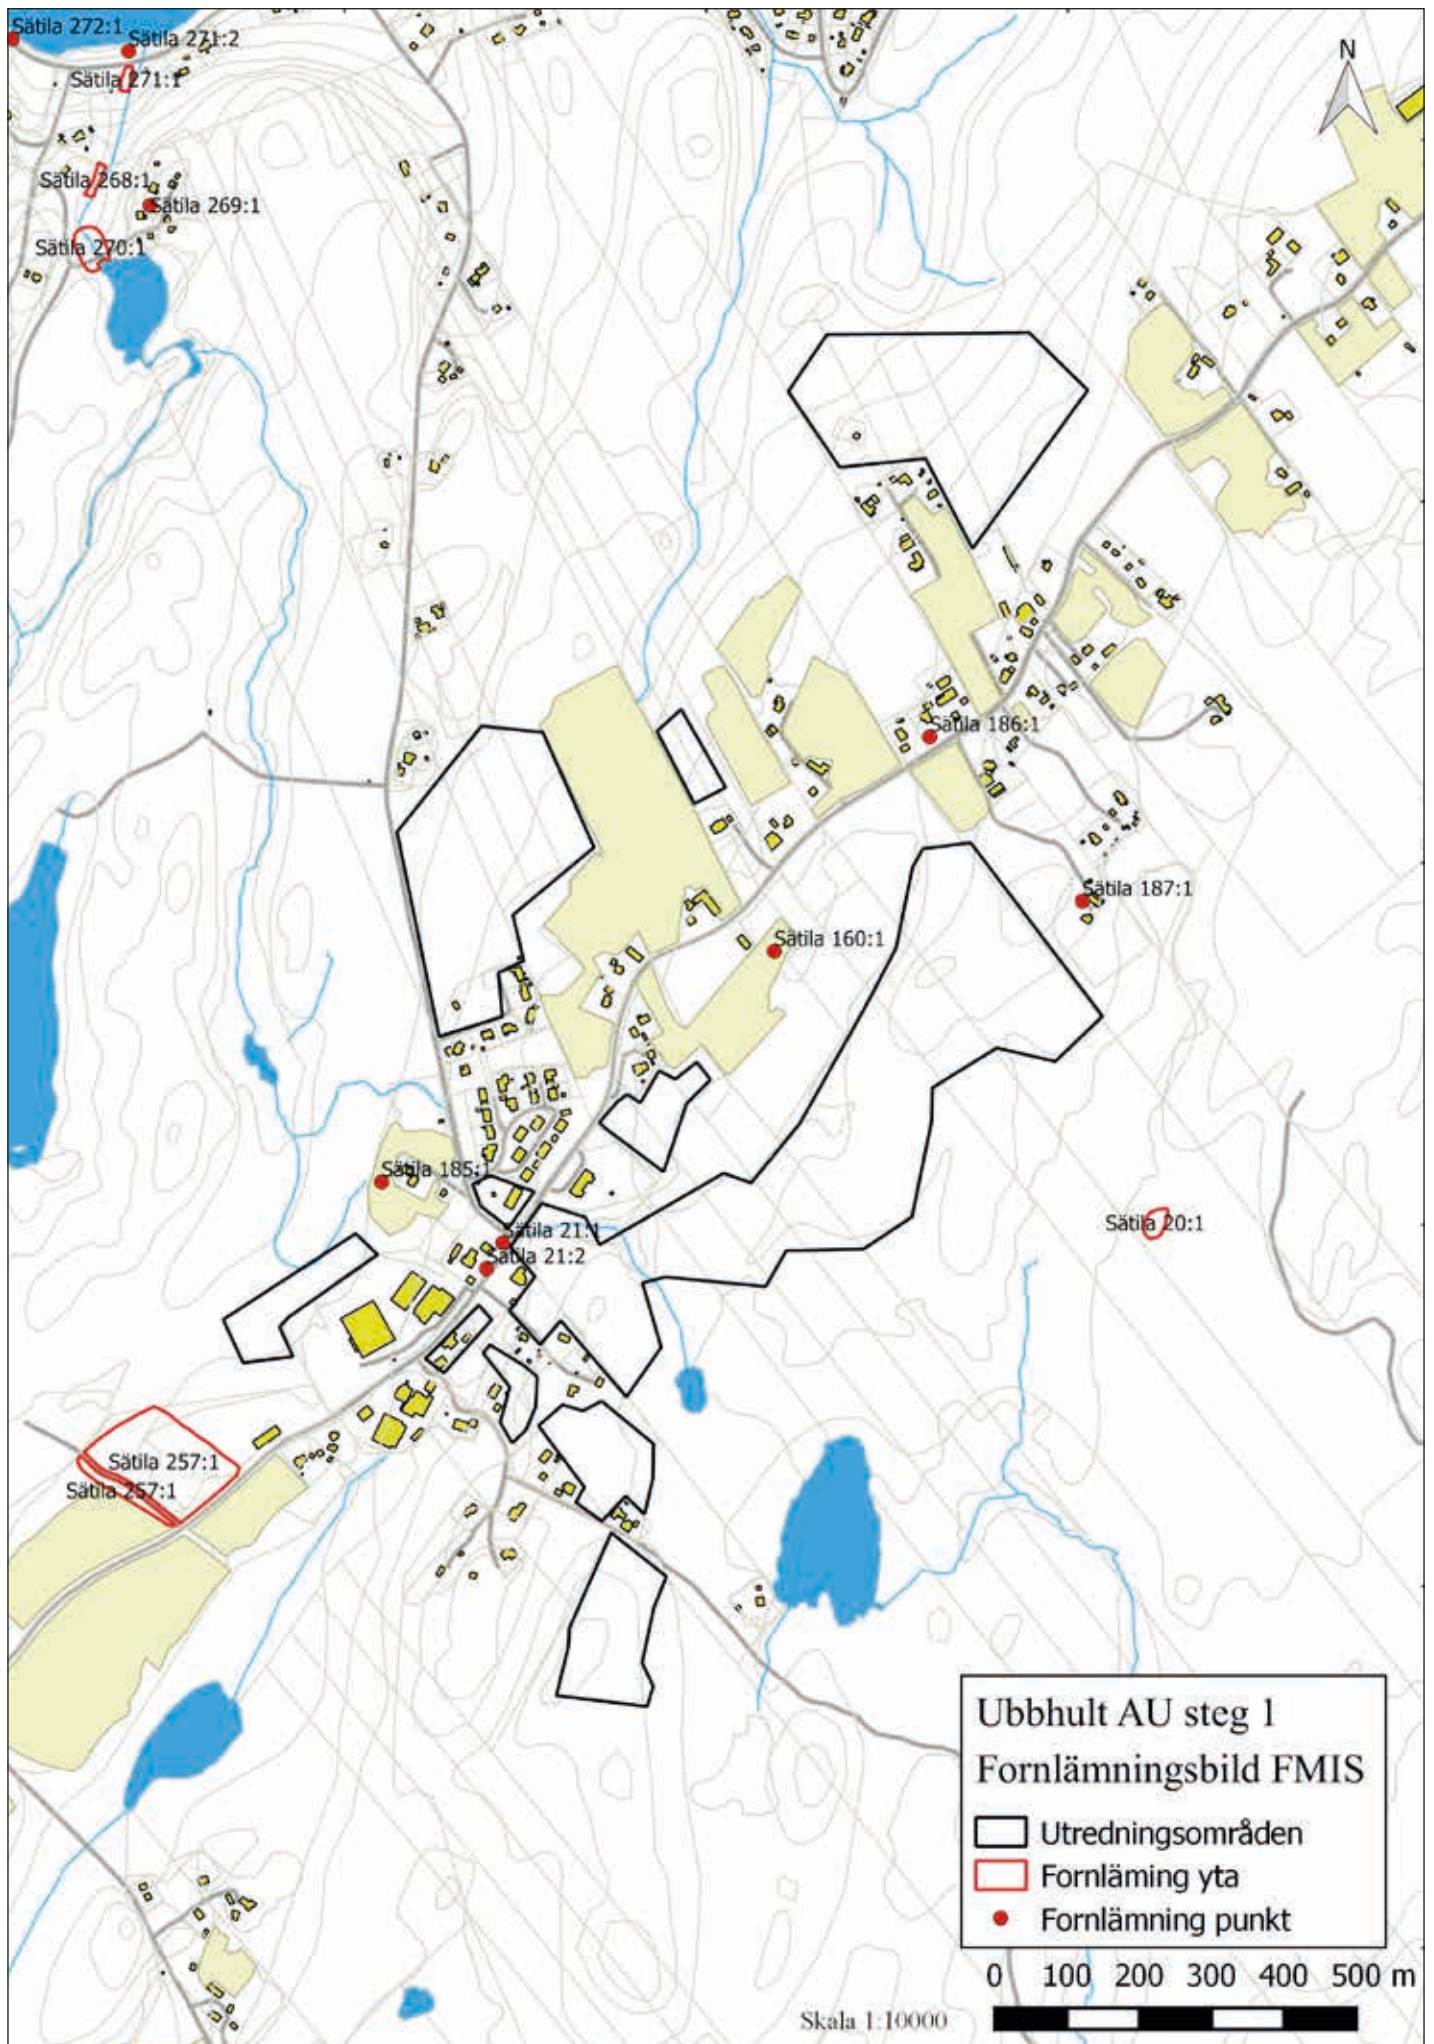 Sätila 272:1
Sätila 271:2
N
Sätila 271:1
Sätila 268:1
Sätila 269:1
Sätila 270:1
Sätila 186:1
Sätila 187:1
Sätila 160:1
Sätila 185:1
Sätila 20:1
Sätila 21:1
Sätila 21:2
Sätila 257:1
Sätila 257:1
Ubbhult AU steg 1
Fornlämningsbild FMIS
Utredningsområden
Fornläming yta
Fornlämning punkt
0 100 200 300 400 500 m
Skala 1:10000